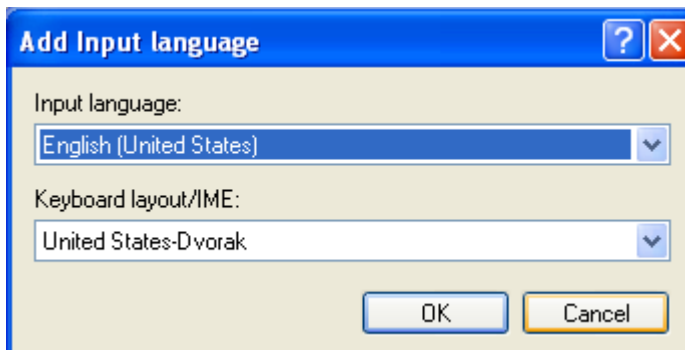 Add Input language
Input language:
English (United States)
Keyboard layout/IME:
United States-Dvorak
OK Cancel